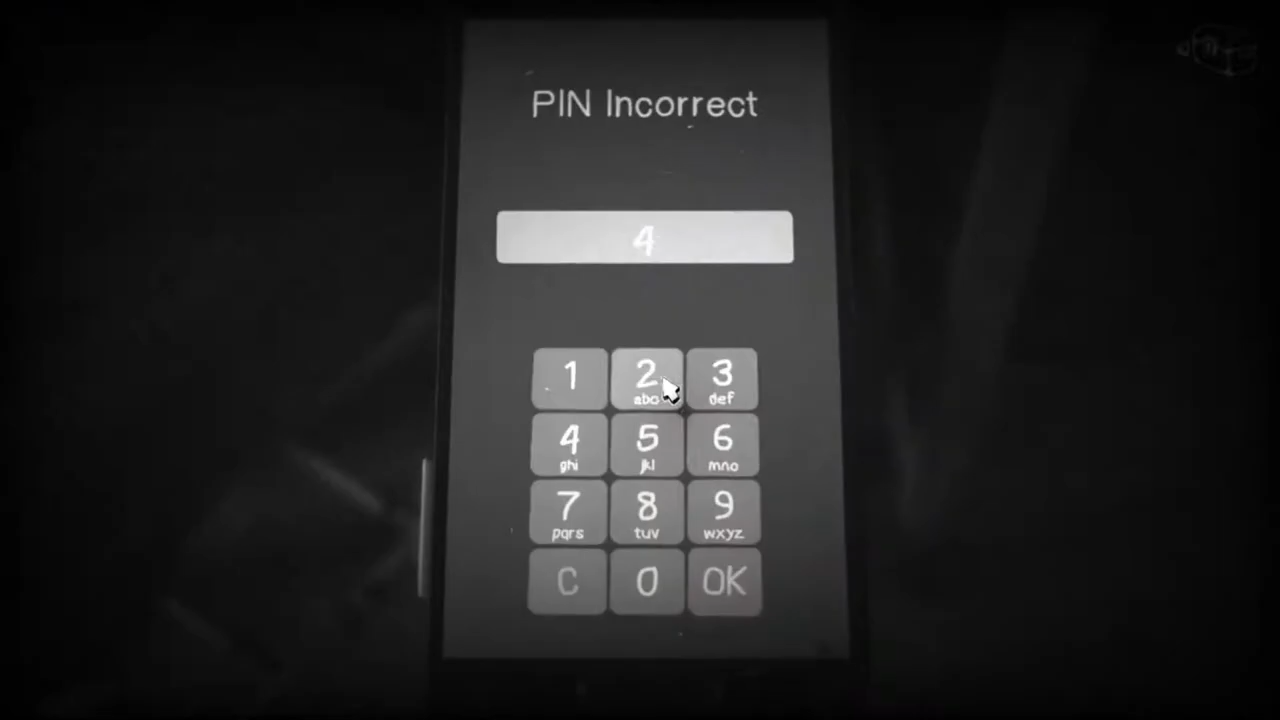 PIN Incorrect
4
1 2 3
abc def
4 5 6
ghi jkl mno
7 8 9
pqrs tuv wxyz
C 0 OK